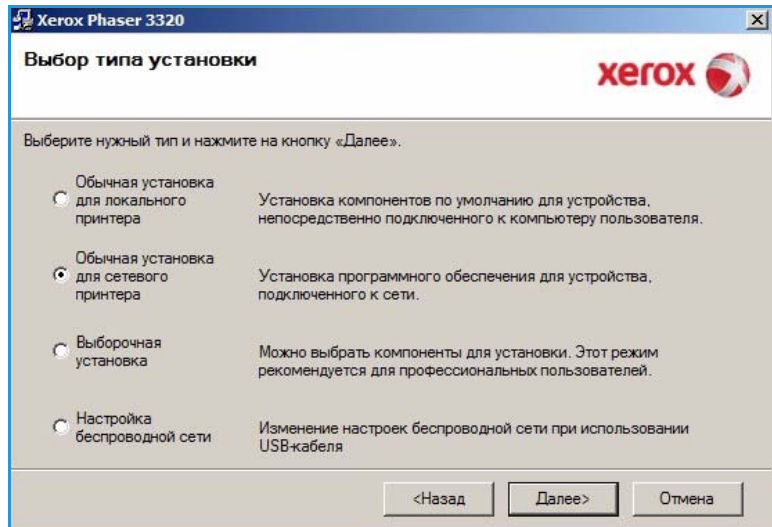 Xerox Phaser 3320
Выбор типа установки
xerox
Выберите нужный тип и нажмите на кнопку «Далее».
Обычная установка
для локального
принтера
Установка компонентов по умолчанию для устройства,
непосредственно подключенного к компьютеру пользователя.
Обычная установка
для сетевого
принтера
Установка программного обеспечения для устройства,
подключенного к сети.
Выборочная
установка
Можно выбрать компоненты для установки. Этот режим
рекомендуется для профессиональных пользователей.
Настройка
беспроводной сети
Изменение настроек беспроводной сети при использовании
USB-кабеля
<Назад
Далее>
Отмена